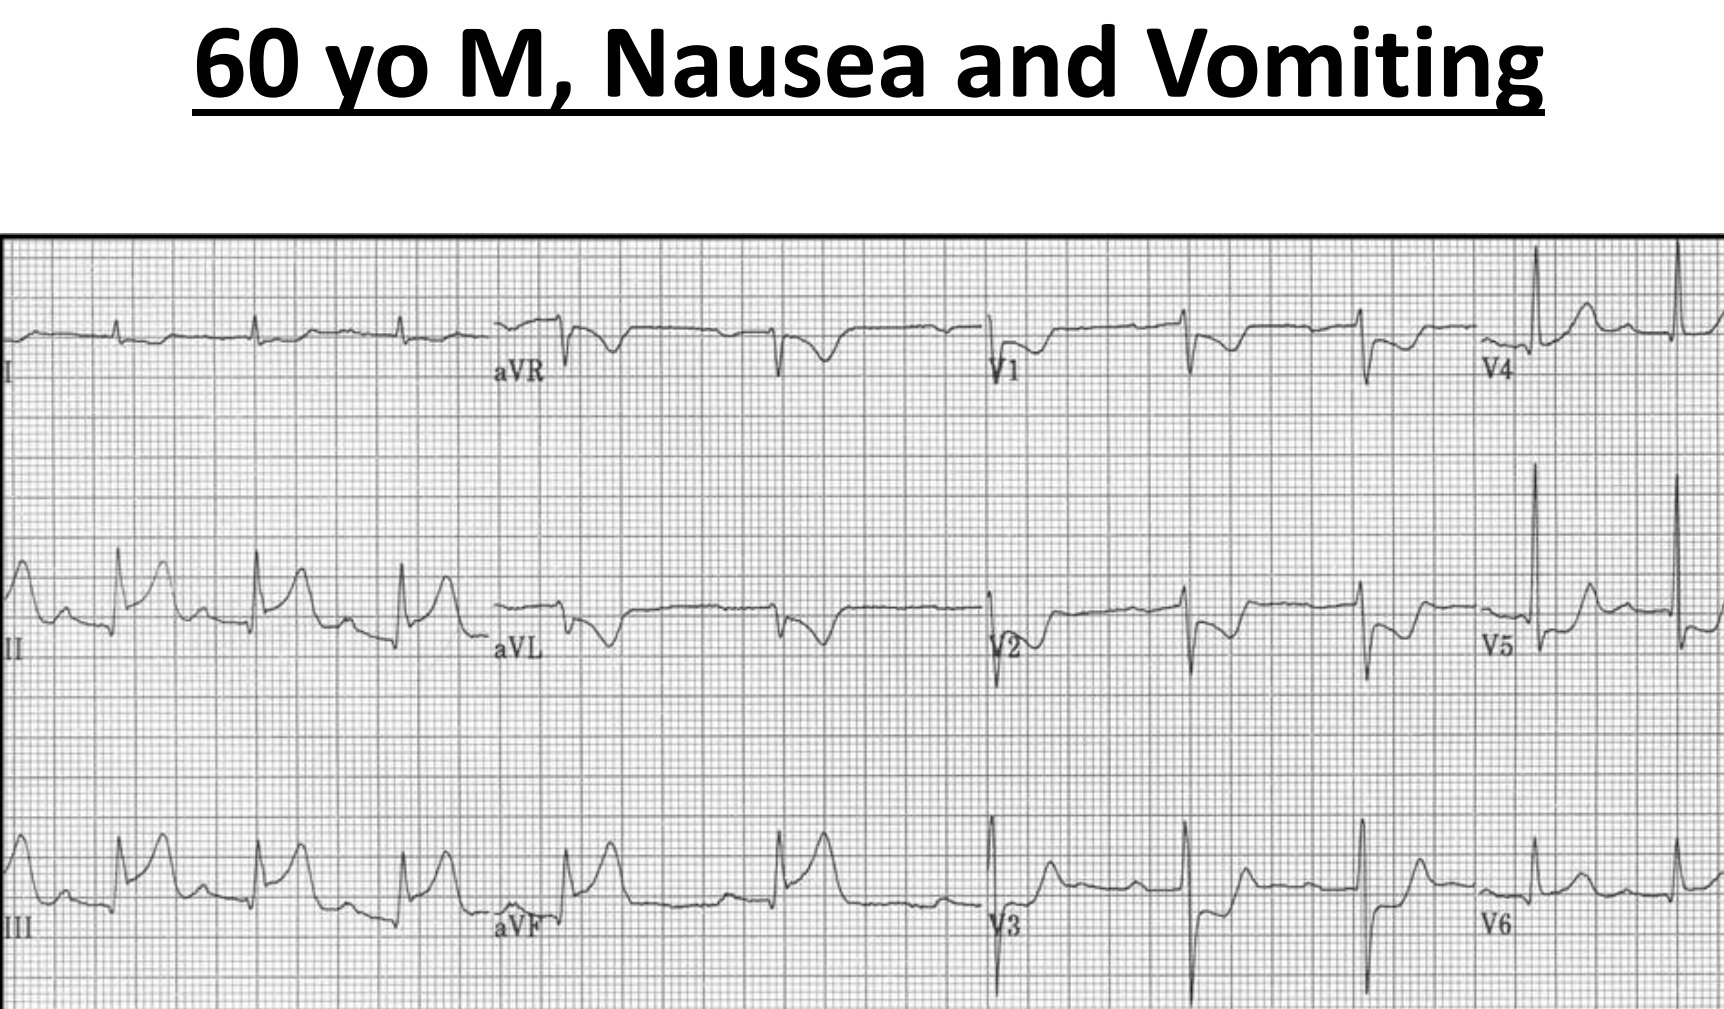 60 yo M, Nausea and Vomiting
I aVR V1 V4
II aVL V2 V5
III aVF V3 V6